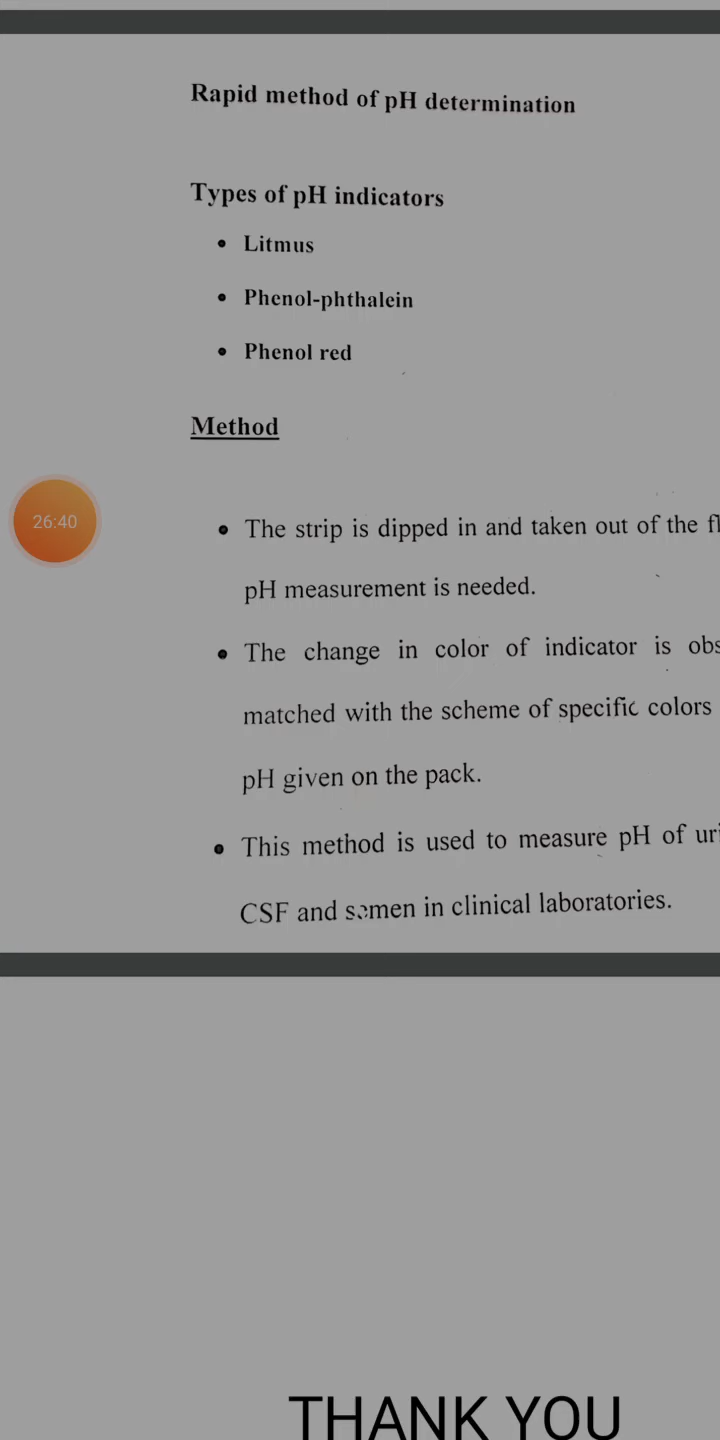 Rapid method of pH determination
Types of pH indicators
• Litmus
• Phenol-phthalein
• Phenol red
Method
26:40
• The strip is dipped in and taken out of the
pH measurement is needed.
• The change in color of indicator is
matched with the scheme of specific colors
pH given on the pack.
• This method is used to measure pH of
CSF and semen in clinical laboratories.
THANK YOU